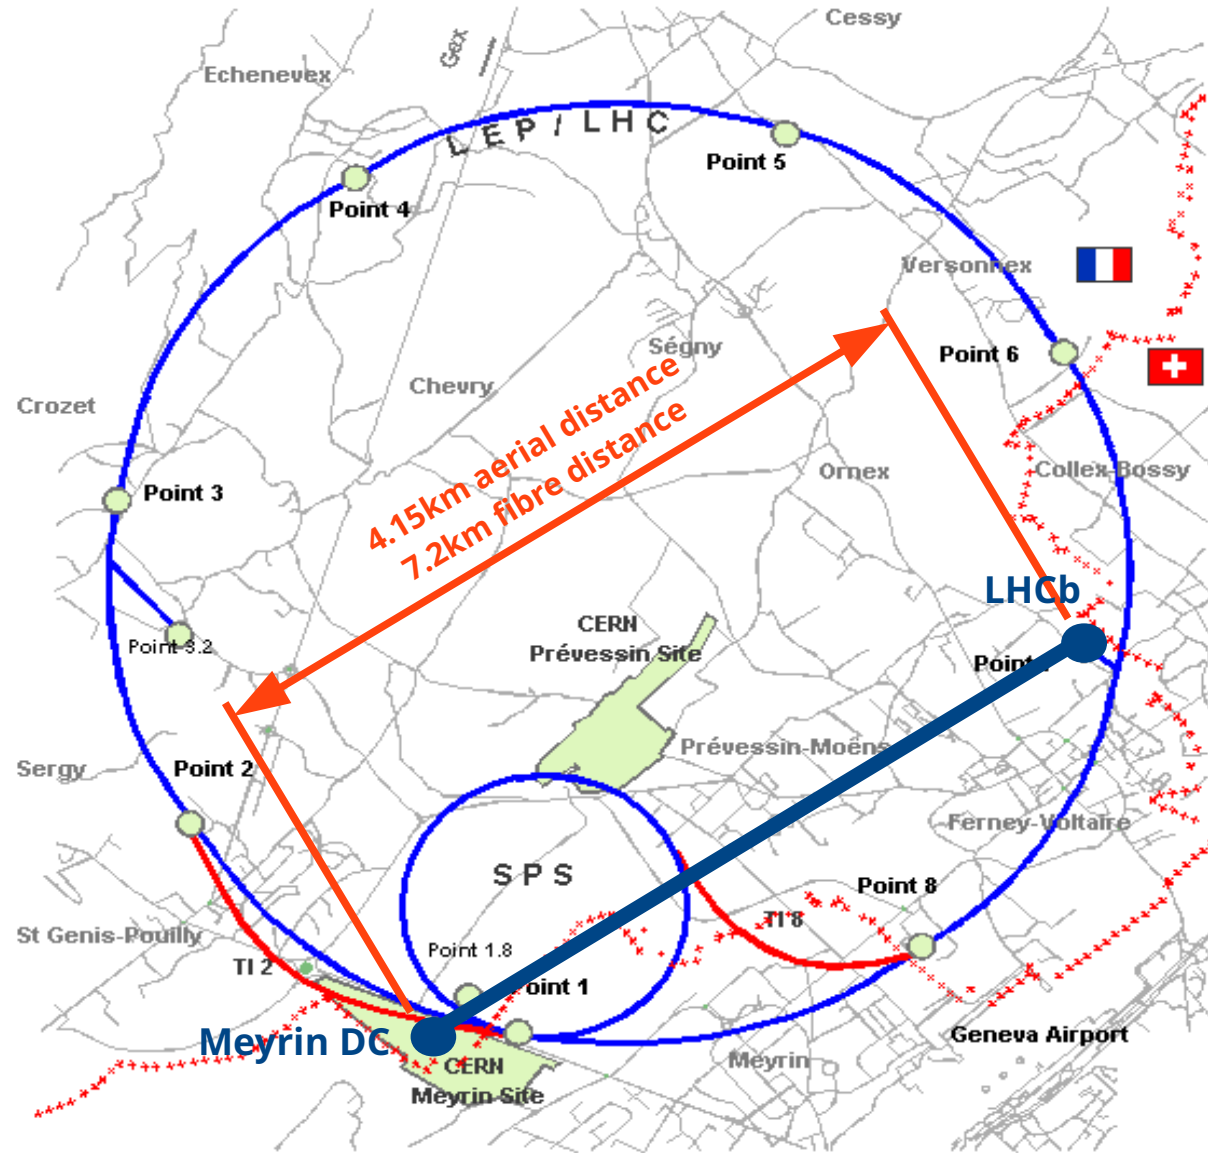 Cessy
Gex
Echenevex
LEP/LHC
Point 5
Point 4
Versonnex
Ségny
Point 6
Chevry
Crozet
4.15km aerial distance
7.2km fibre distance
Ornex
Collex-Bossy
Point 3
LHCb
CERN
Prévessin Site
Point 3.2
Prévessin-Moëns
Point 2
Sergy
Ferney-Voltaire
SPS
Point 8
TI 8
St Genis-Pouilly
Point 1.8
TI 2
Point 1
Geneva Airport
Meyrin DC
Meyrin
CERN
Meyrin Site